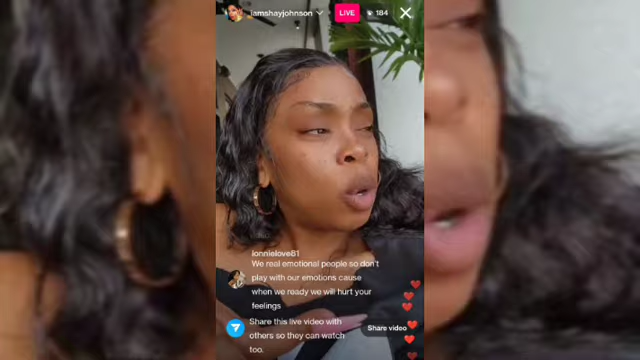 iamshayjohnson LIVE 184
lonnielove81
We real emotional people so don't
play with our emotions cause
when we ready we will hurt your
feelings
Share this live video with
others so they can watch
too.
Share video